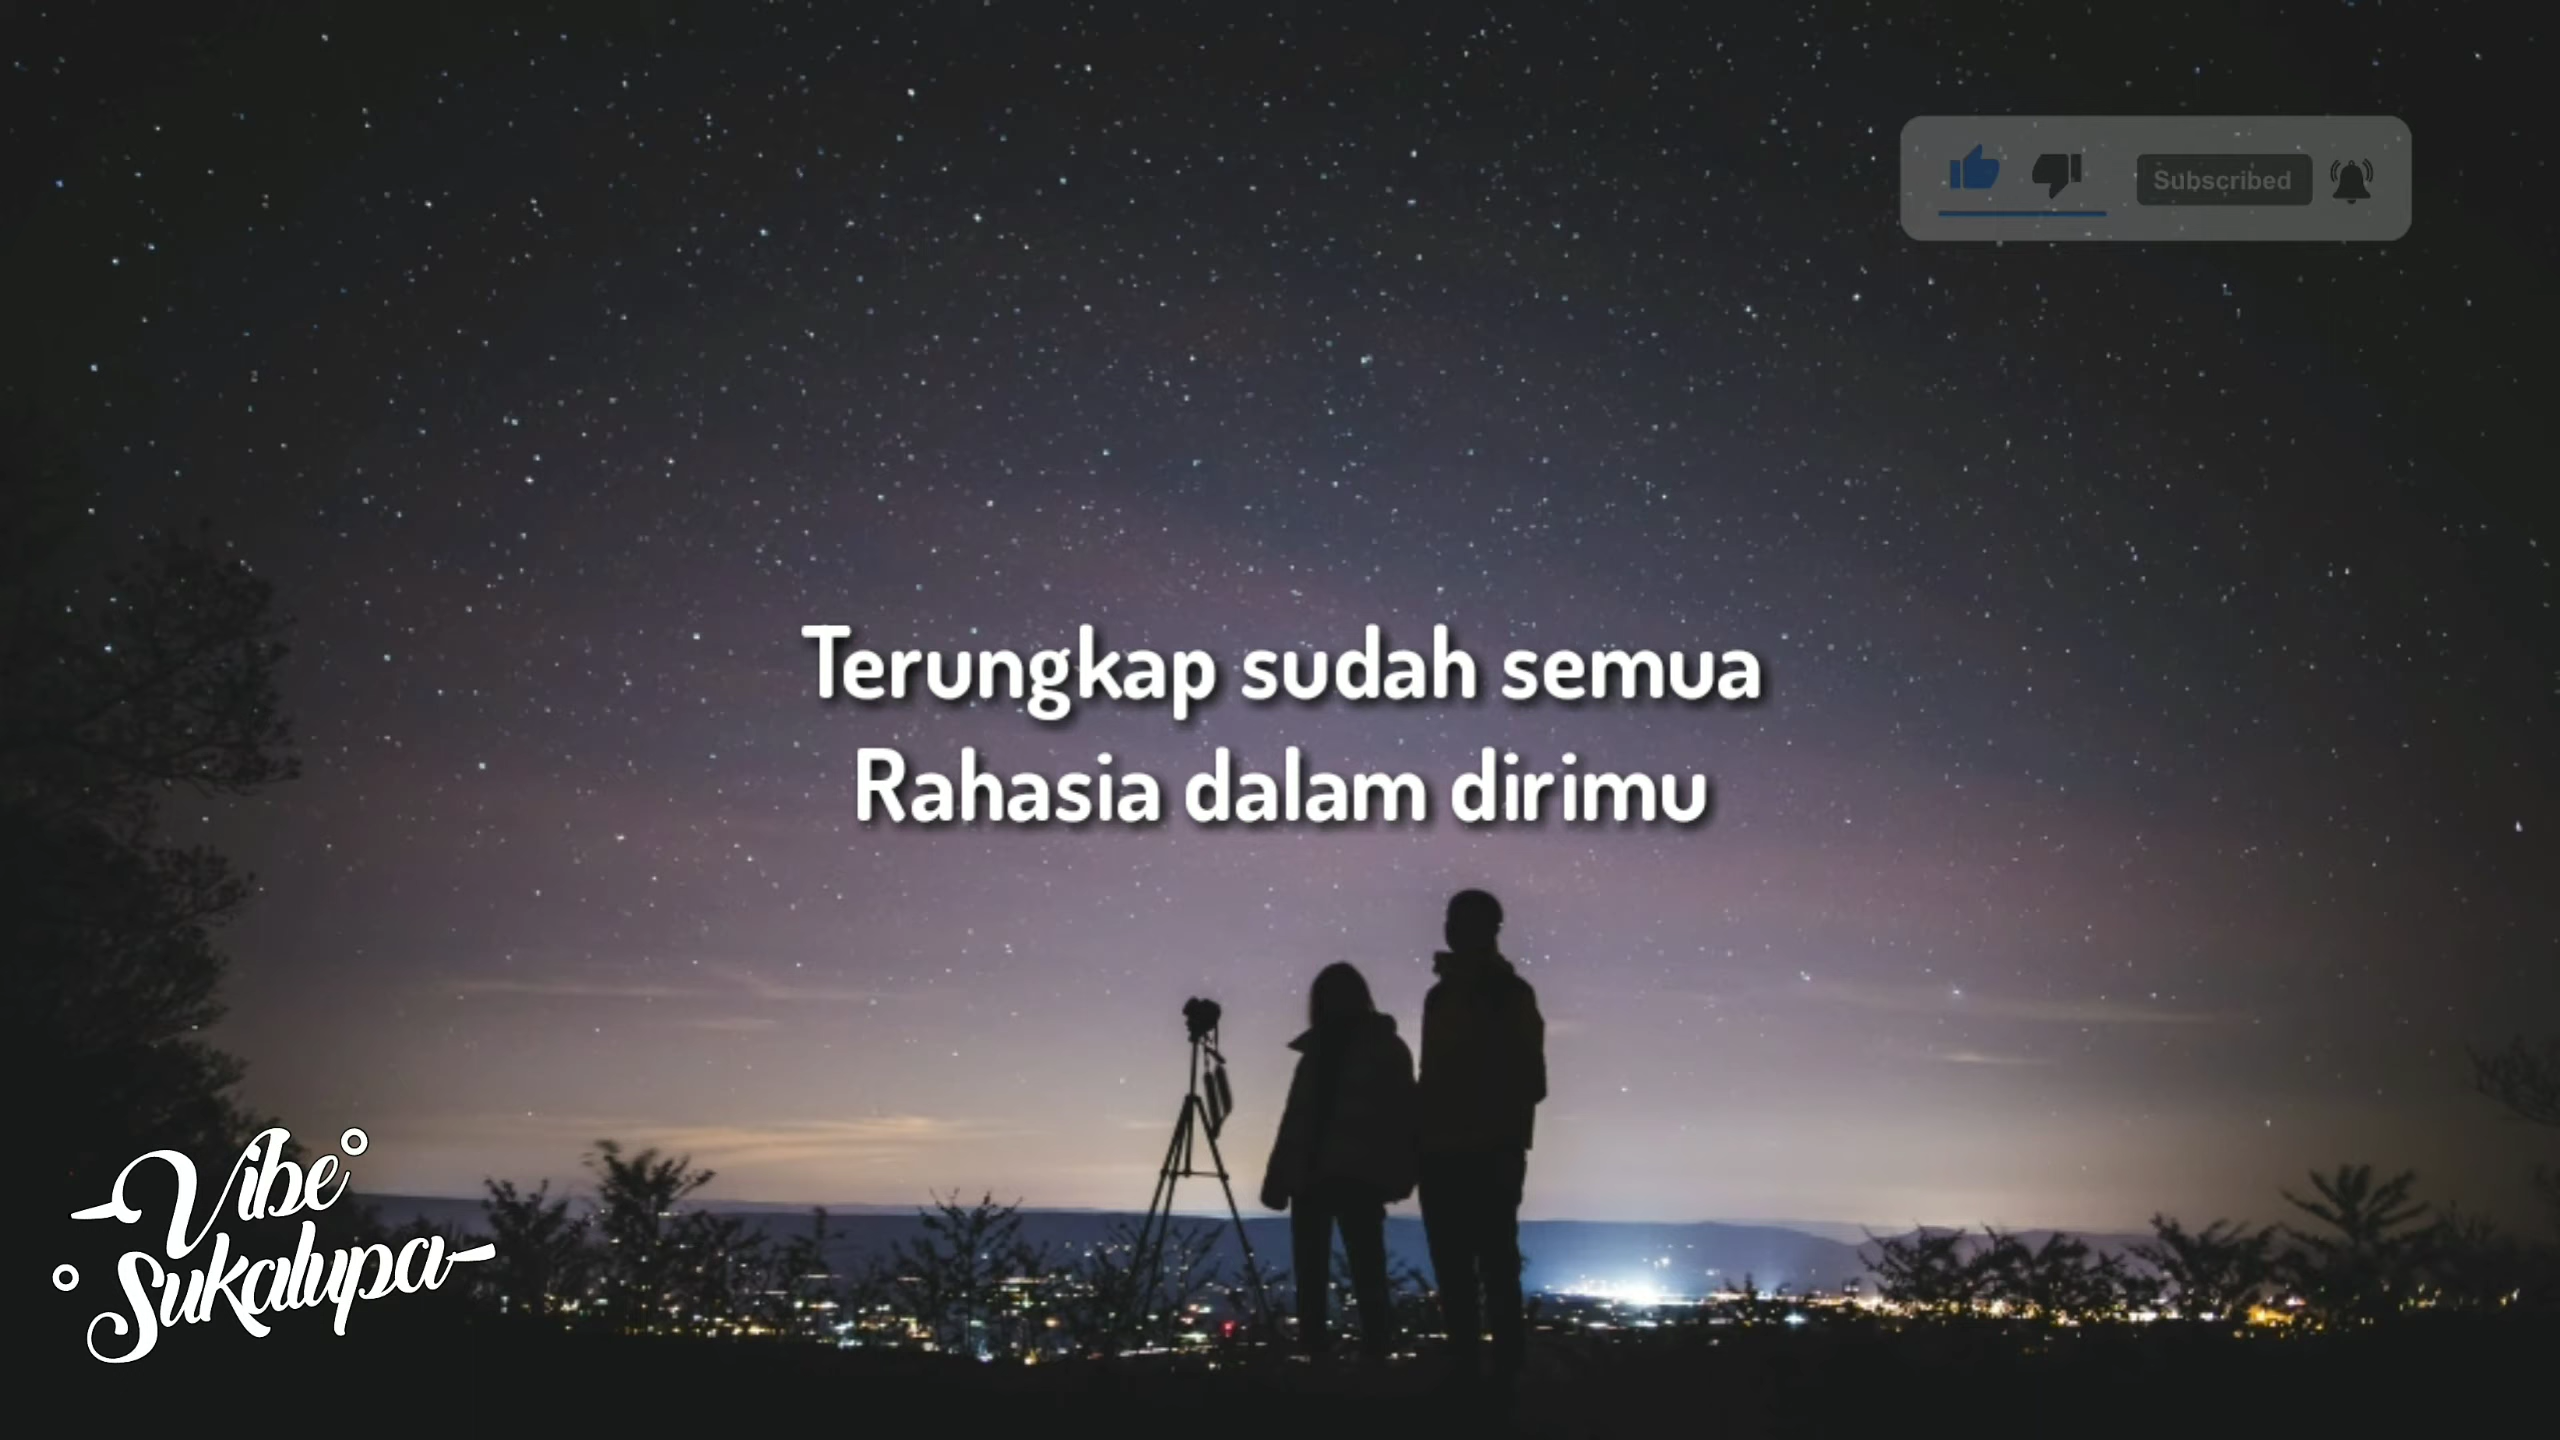 Subscribed
Terungkap sudah semua
Rahasia dalam dirimu
Vibe
Sukalupa